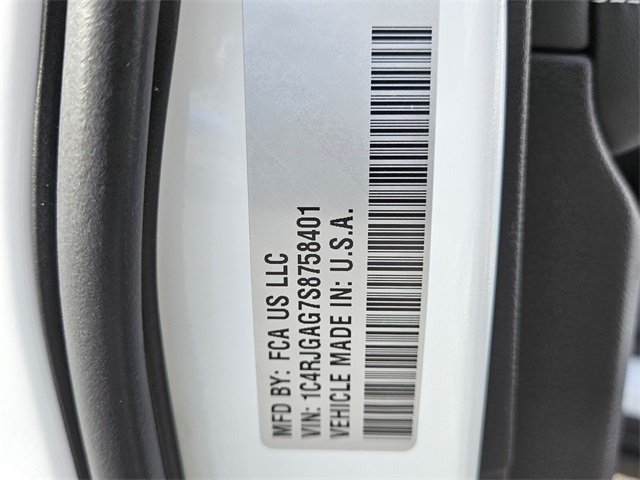 MFD BY: FCA US LLC
VIN: 1C4RJGAG7S8758401
VEHICLE MADE IN: U.S.A.